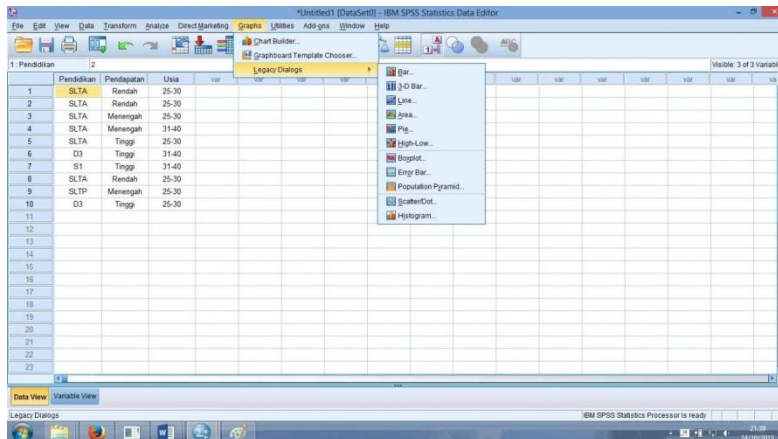 *Untitled1 [DataSet0] - IBM SPSS Statistics Data Editor
File Edit View Data Transform Analyze Direct Marketing Graphs Utilities Add-ons Window Help
Chart Builder...
Graphboard Template Chooser...
Legacy Dialogs
Bar...
3-D Bar...
Line...
Area...
Pie...
High-Low...
Boxplot...
Error Bar...
Population Pyramid...
Scatter/Dot...
Histogram...
1 : Pendidikan 2 Visible: 3 of 3 Variabl
Pendidikan Pendapatan Usia var var var var var var var var var var va
1 SLTA Rendah 25-30
2 SLTA Rendah 25-30
3 SLTA Menengah 25-30
4 SLTA Menengah 31-40
5 SLTA Tinggi 25-30
6 D3 Tinggi 31-40
7 S1 Tinggi 31-40
8 SLTA Rendah 25-30
9 SLTP Menengah 25-30
10 D3 Tinggi 25-30
11
12
13
14
15
16
17
18
19
20
21
22
23
Data View Variable View
Legacy Dialogs IBM SPSS Statistics Processor is ready
21:39